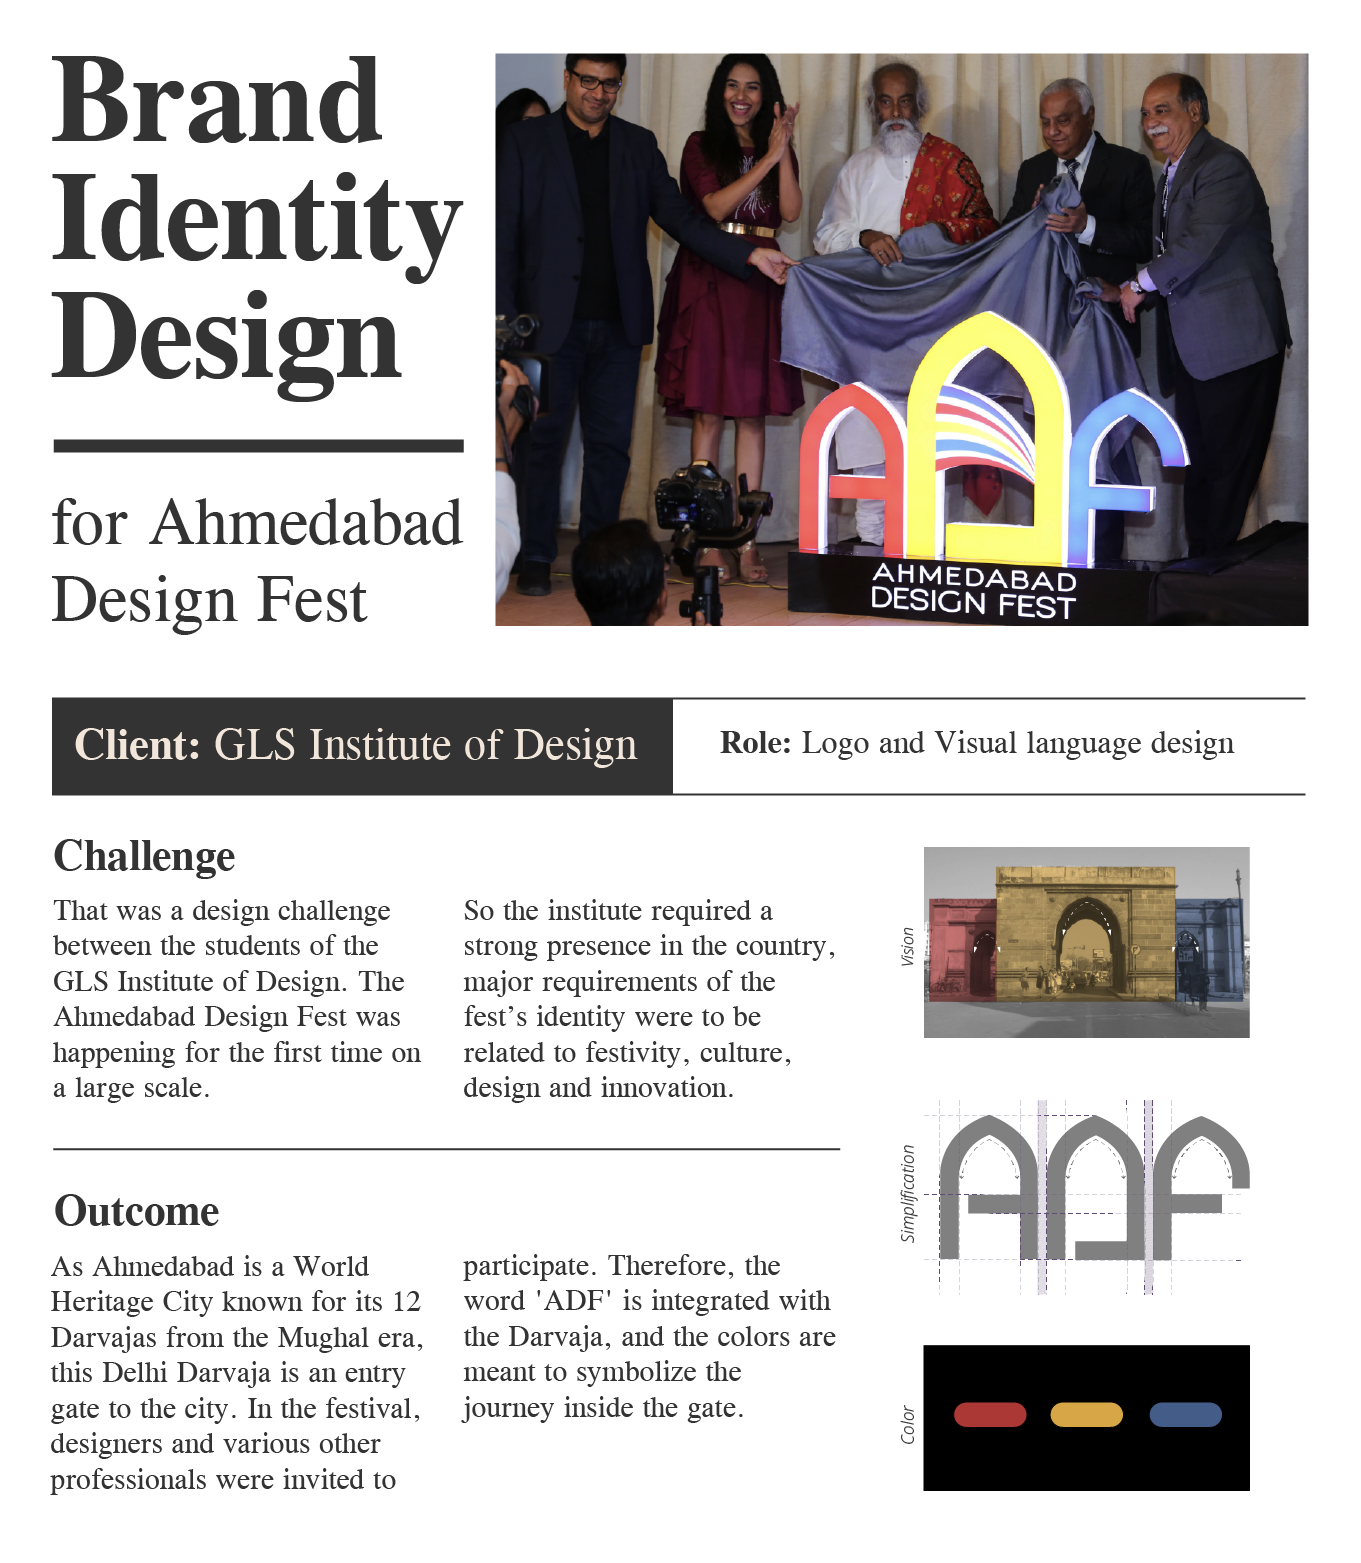 Brand
Identity
Design
for Ahmedabad
Design Fest
ADF
AHMEDABAD
DESIGN FEST
Client: GLS Institute of Design
Role: Logo and Visual language design
Challenge
That was a design challenge
between the students of the
GLS Institute of Design. The
Ahmedabad Design Fest was
happening for the first time on
a large scale.
So the institute required a
strong presence in the country,
major requirements of the
fest’s identity were to be
related to festivity, culture,
design and innovation.
Outcome
As Ahmedabad is a World
Heritage City known for its 12
Darvajas from the Mughal era,
this Delhi Darvaja is an entry
gate to the city. In the festival,
designers and various other
professionals were invited to
participate. Therefore, the
word 'ADF' is integrated with
the Darvaja, and the colors are
meant to symbolize the
journey inside the gate.
Vision
Simplification
ADF
Color